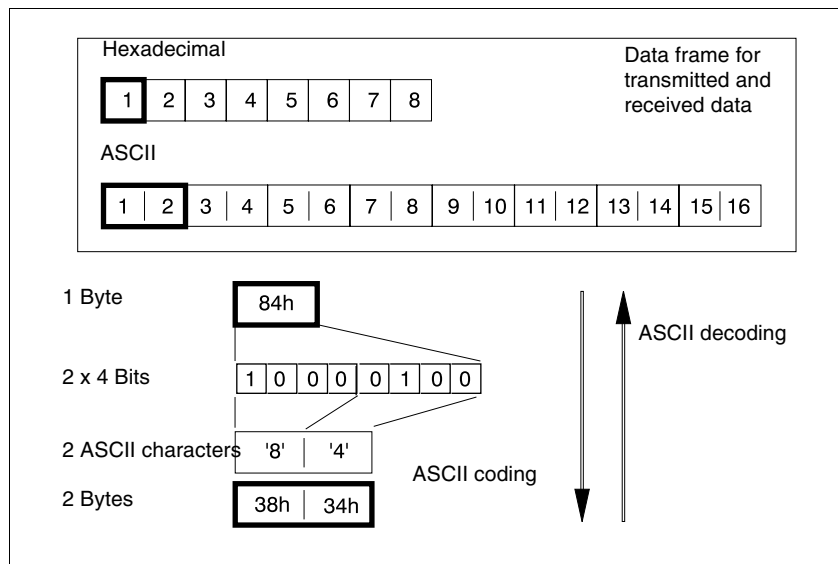 Hexadecimal
Data frame for
transmitted and
received data
1 2 3 4 5 6 7 8
ASCII
1 2 3 4 5 6 7 8 9 10 11 12 13 14 15 16
1 Byte
84h
ASCII decoding
2 x 4 Bits
1 0 0 0 0 1 0 0
2 ASCII characters
'8' '4'
ASCII coding
2 Bytes
38h 34h